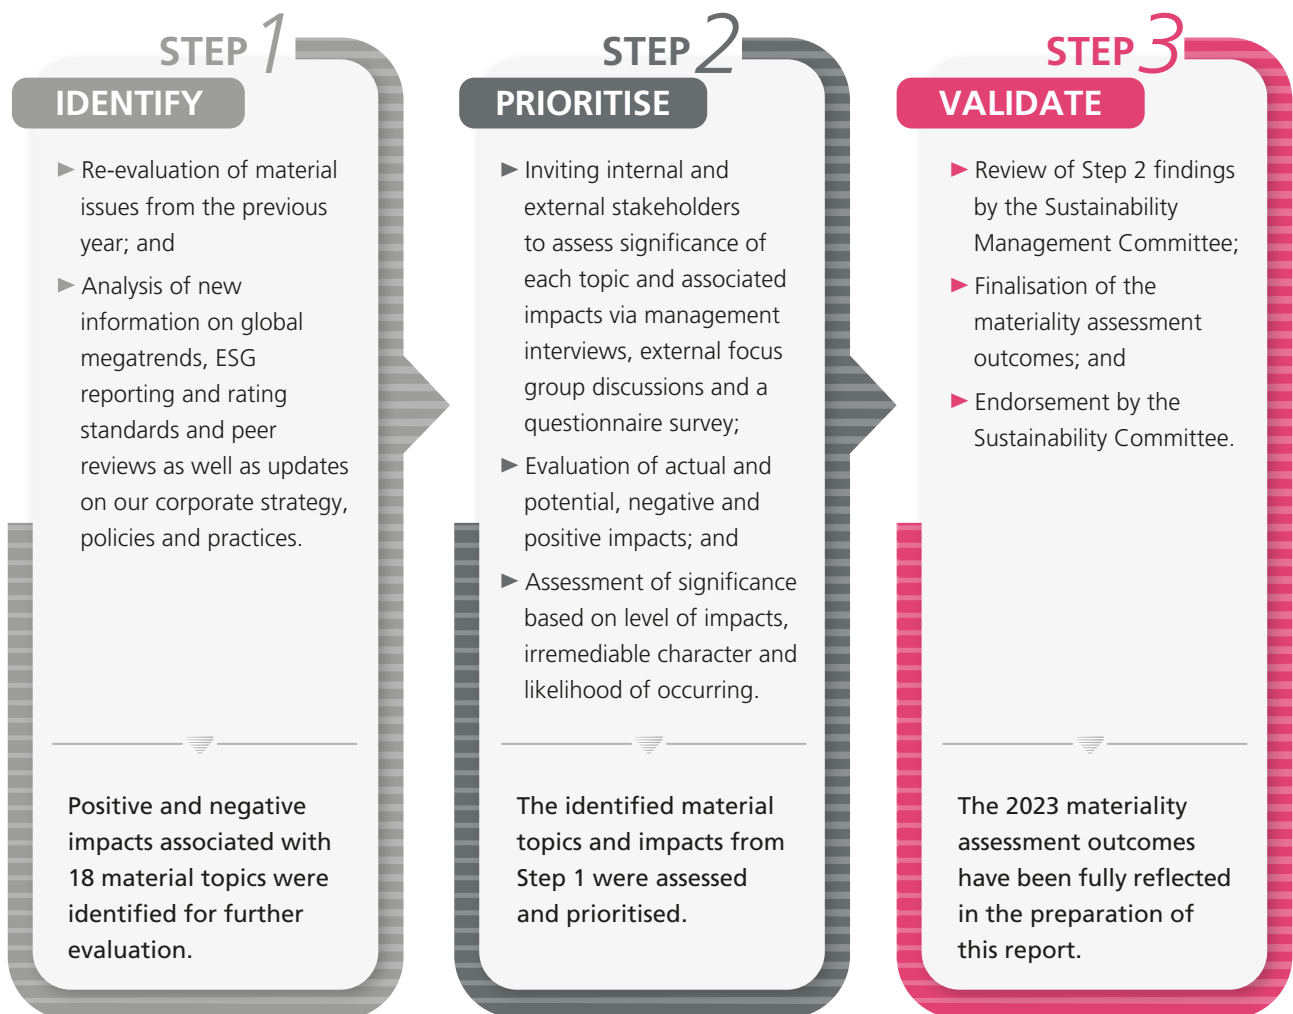 STEP 1
IDENTIFY
► Re-evaluation of material
issues from the previous
year; and
► Analysis of new
information on global
megatrends, ESG
reporting and rating
standards and peer
reviews as well as updates
on our corporate strategy,
policies and practices.
Positive and negative
impacts associated with
18 material topics were
identified for further
evaluation.
STEP 2
PRIORITISE
► Inviting internal and
external stakeholders
to assess significance of
each topic and associated
impacts via management
interviews, external focus
group discussions and a
questionnaire survey;
► Evaluation of actual and
potential, negative and
positive impacts; and
► Assessment of significance
based on level of impacts,
irremediable character and
likelihood of occurring.
The identified material
topics and impacts from
Step 1 were assessed
and prioritised.
STEP 3
VALIDATE
► Review of Step 2 findings
by the Sustainability
Management Committee;
► Finalisation of the
materiality assessment
outcomes; and
► Endorsement by the
Sustainability Committee.
The 2023 materiality
assessment outcomes
have been fully reflected
in the preparation of
this report.